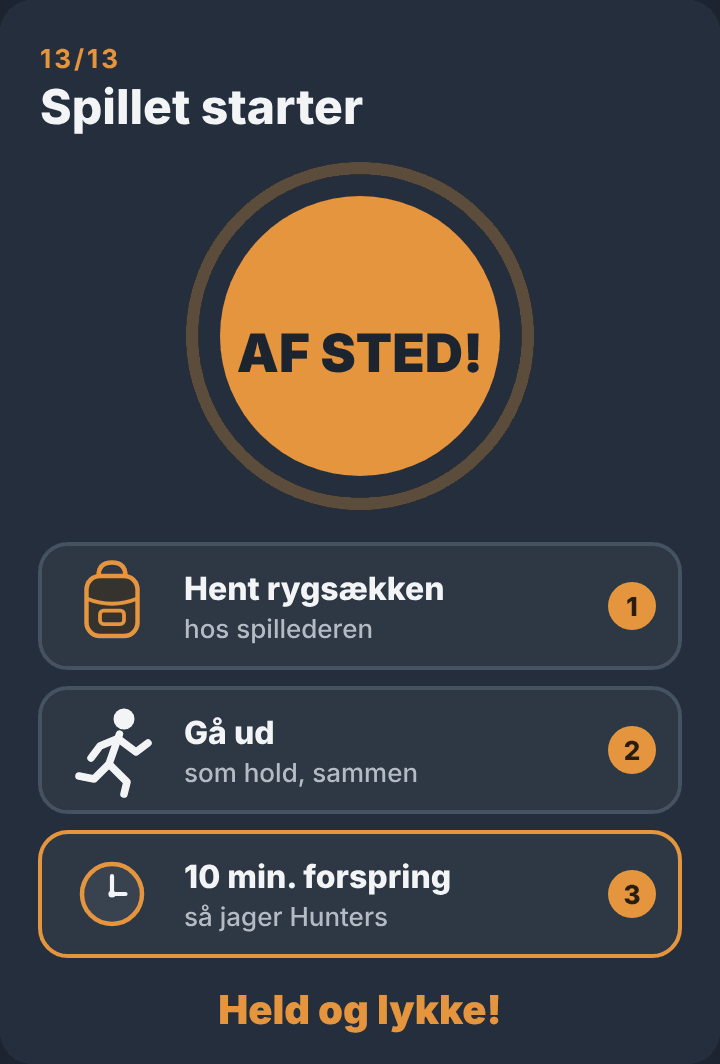 13/13
Spillet starter
AF STED!
Hent rygsækken
hos spillederen
1
Gå ud
som hold, sammen
2
10 min. forspring
så jager Hunters
3
Held og lykke!